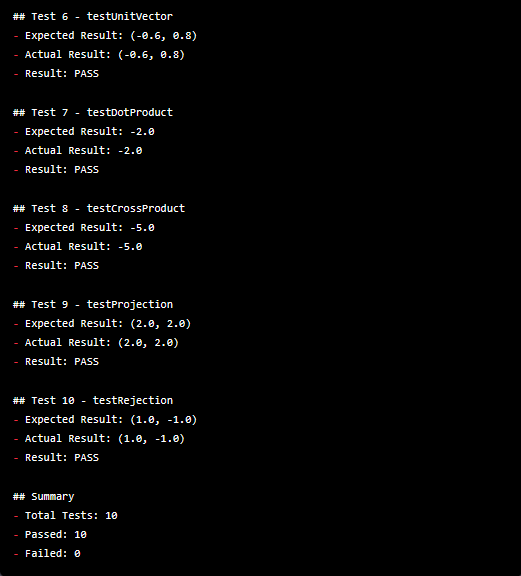 ## Test 6 - testUnitVector
- Expected Result: (-0.6, 0.8)
- Actual Result: (-0.6, 0.8)
- Result: PASS
## Test 7 - testDotProduct
- Expected Result: -2.0
- Actual Result: -2.0
- Result: PASS
## Test 8 - testCrossProduct
- Expected Result: -5.0
- Actual Result: -5.0
- Result: PASS
## Test 9 - testProjection
- Expected Result: (2.0, 2.0)
- Actual Result: (2.0, 2.0)
- Result: PASS
## Test 10 - testRejection
- Expected Result: (1.0, -1.0)
- Actual Result: (1.0, -1.0)
- Result: PASS
## Summary
- Total Tests: 10
- Passed: 10
- Failed: 0